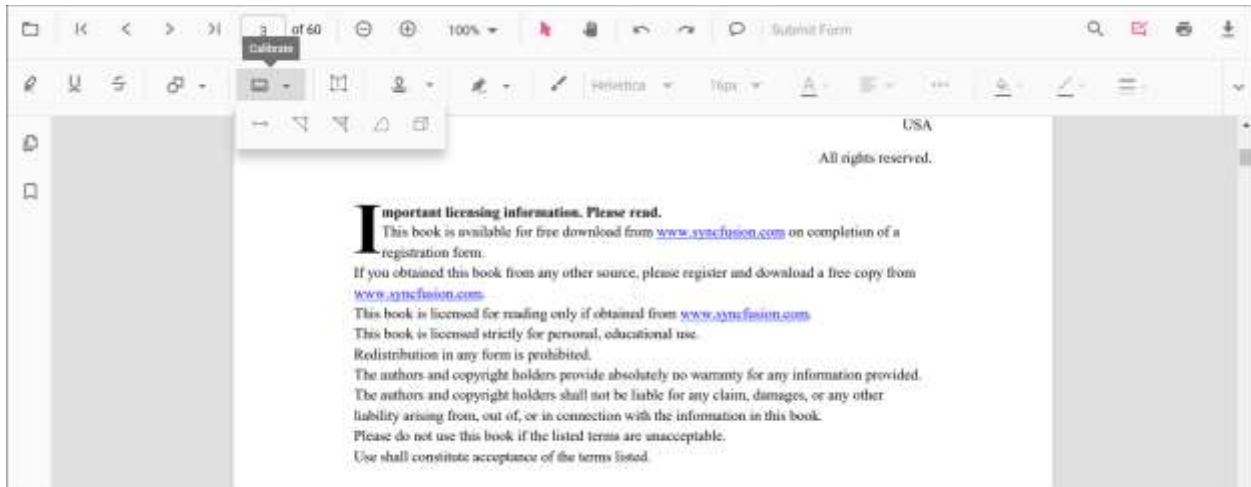 3 of 60 100% Submit Form
Calibrate
Helvetica 16px
USA
All rights reserved.
Important licensing information. Please read.
This book is available for free download from www.syncfusion.com on completion of a
registration form.
If you obtained this book from any other source, please register and download a free copy from
www.syncfusion.com.
This book is licensed for reading only if obtained from www.syncfusion.com.
This book is licensed strictly for personal, educational use.
Redistribution in any form is prohibited.
The authors and copyright holders provide absolutely no warranty for any information provided.
The authors and copyright holders shall not be liable for any claim, damages, or any other
liability arising from, out of, or in connection with the information in this book.
Please do not use this book if the listed terms are unacceptable.
Use shall constitute acceptance of the terms listed.